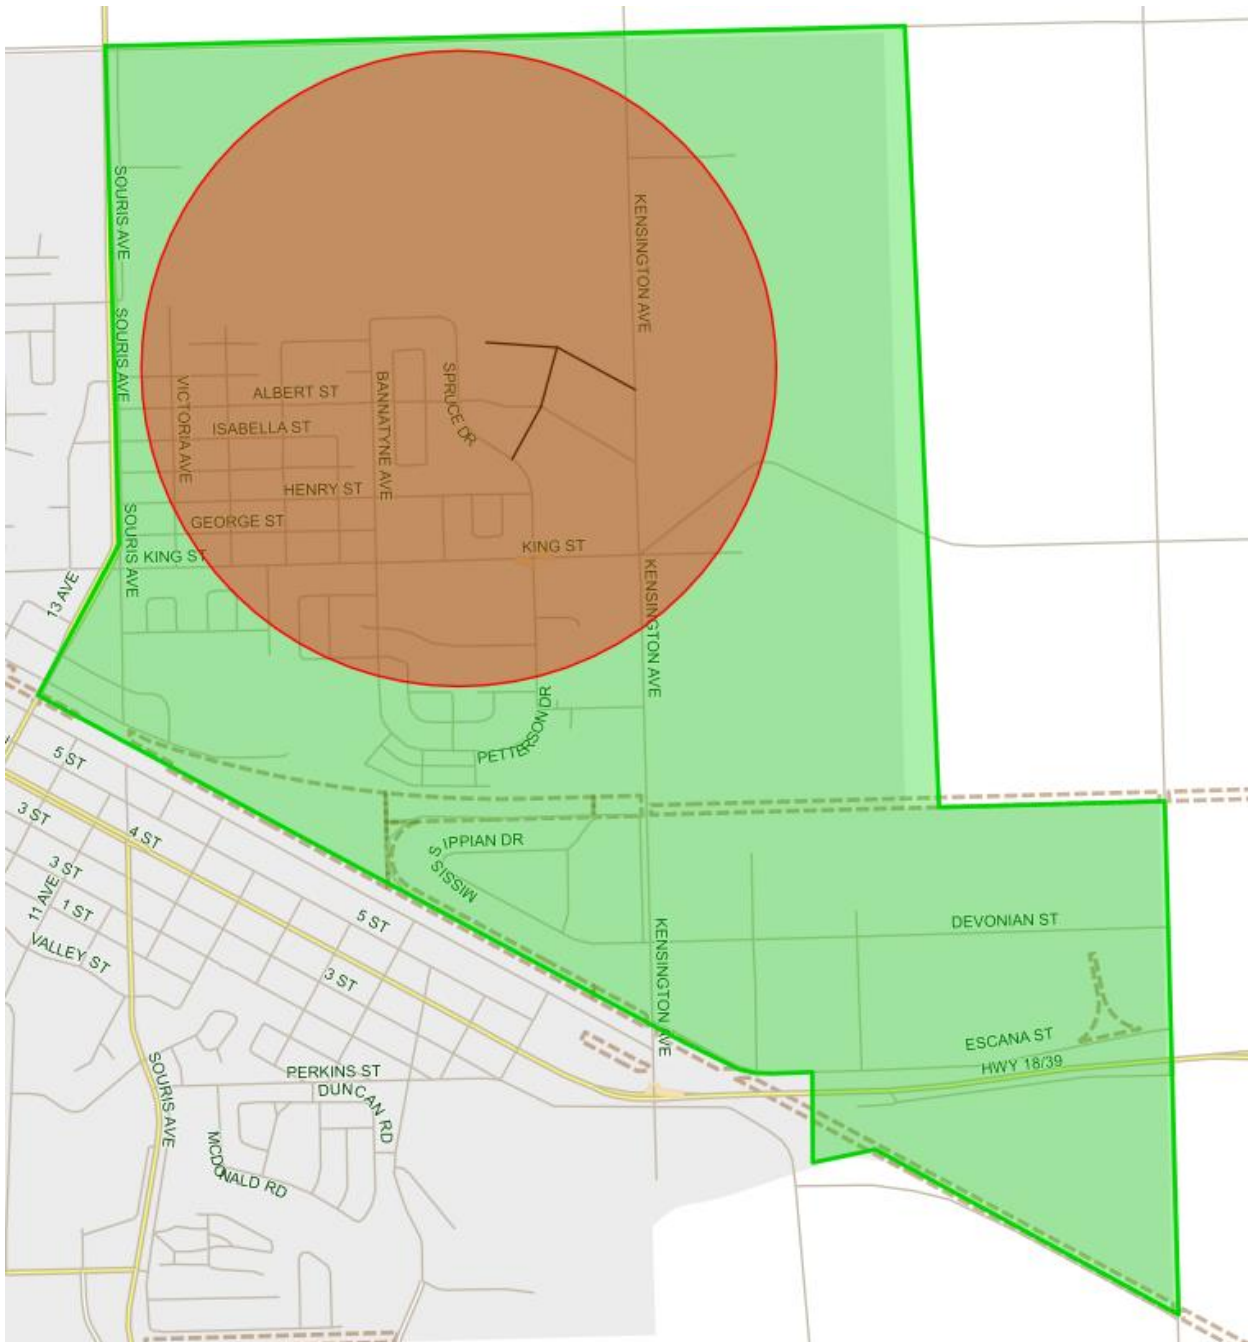 SOURIS AVE
KENSINGTON AVE
SOURIS AVE
VICTORIA AVE
ALBERT ST
BANNATYNE AVE
SPRUCE DR
ISABELLA ST
HENRY ST
SOURIS AVE
GEORGE ST
KING ST
KING ST
KENSINGTON AVE
13 AVE
PETTERSON DR
5 ST
3 ST
4 ST
MISSISSIPPIAN DR
3 ST
11 AVE
1 ST
5 ST
DEVONIAN ST
KENSINGTON AVE
VALLEY ST
3 ST
ESCANA ST
HWY 18/39
SOURIS AVE
PERKINS ST
DUNCAN RD
MCDONALD RD